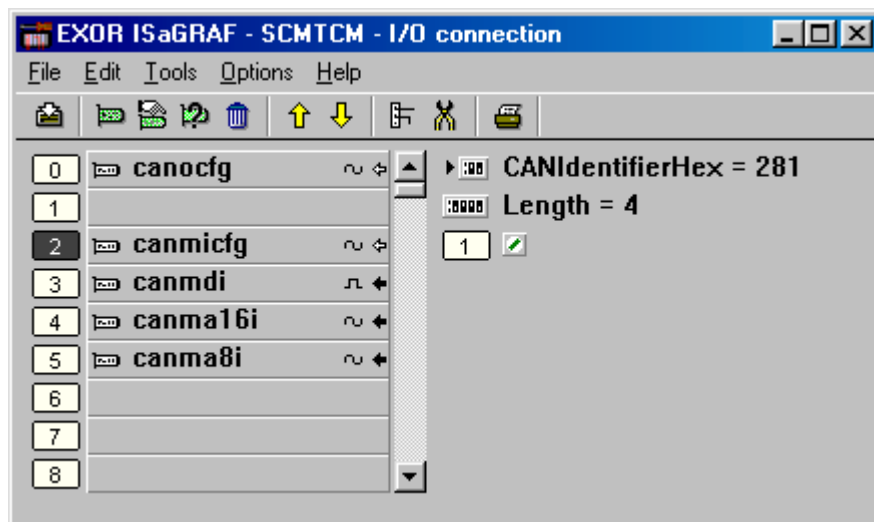 EXOR ISaGRAF - SCMTCM - I/O connection
File Edit Tools Options Help
0 canocfg
1
2 canmicfg
3 canmdi
4 canma16i
5 canma8i
6
7
8
CANIdentifierHex = 281
Length = 4
1